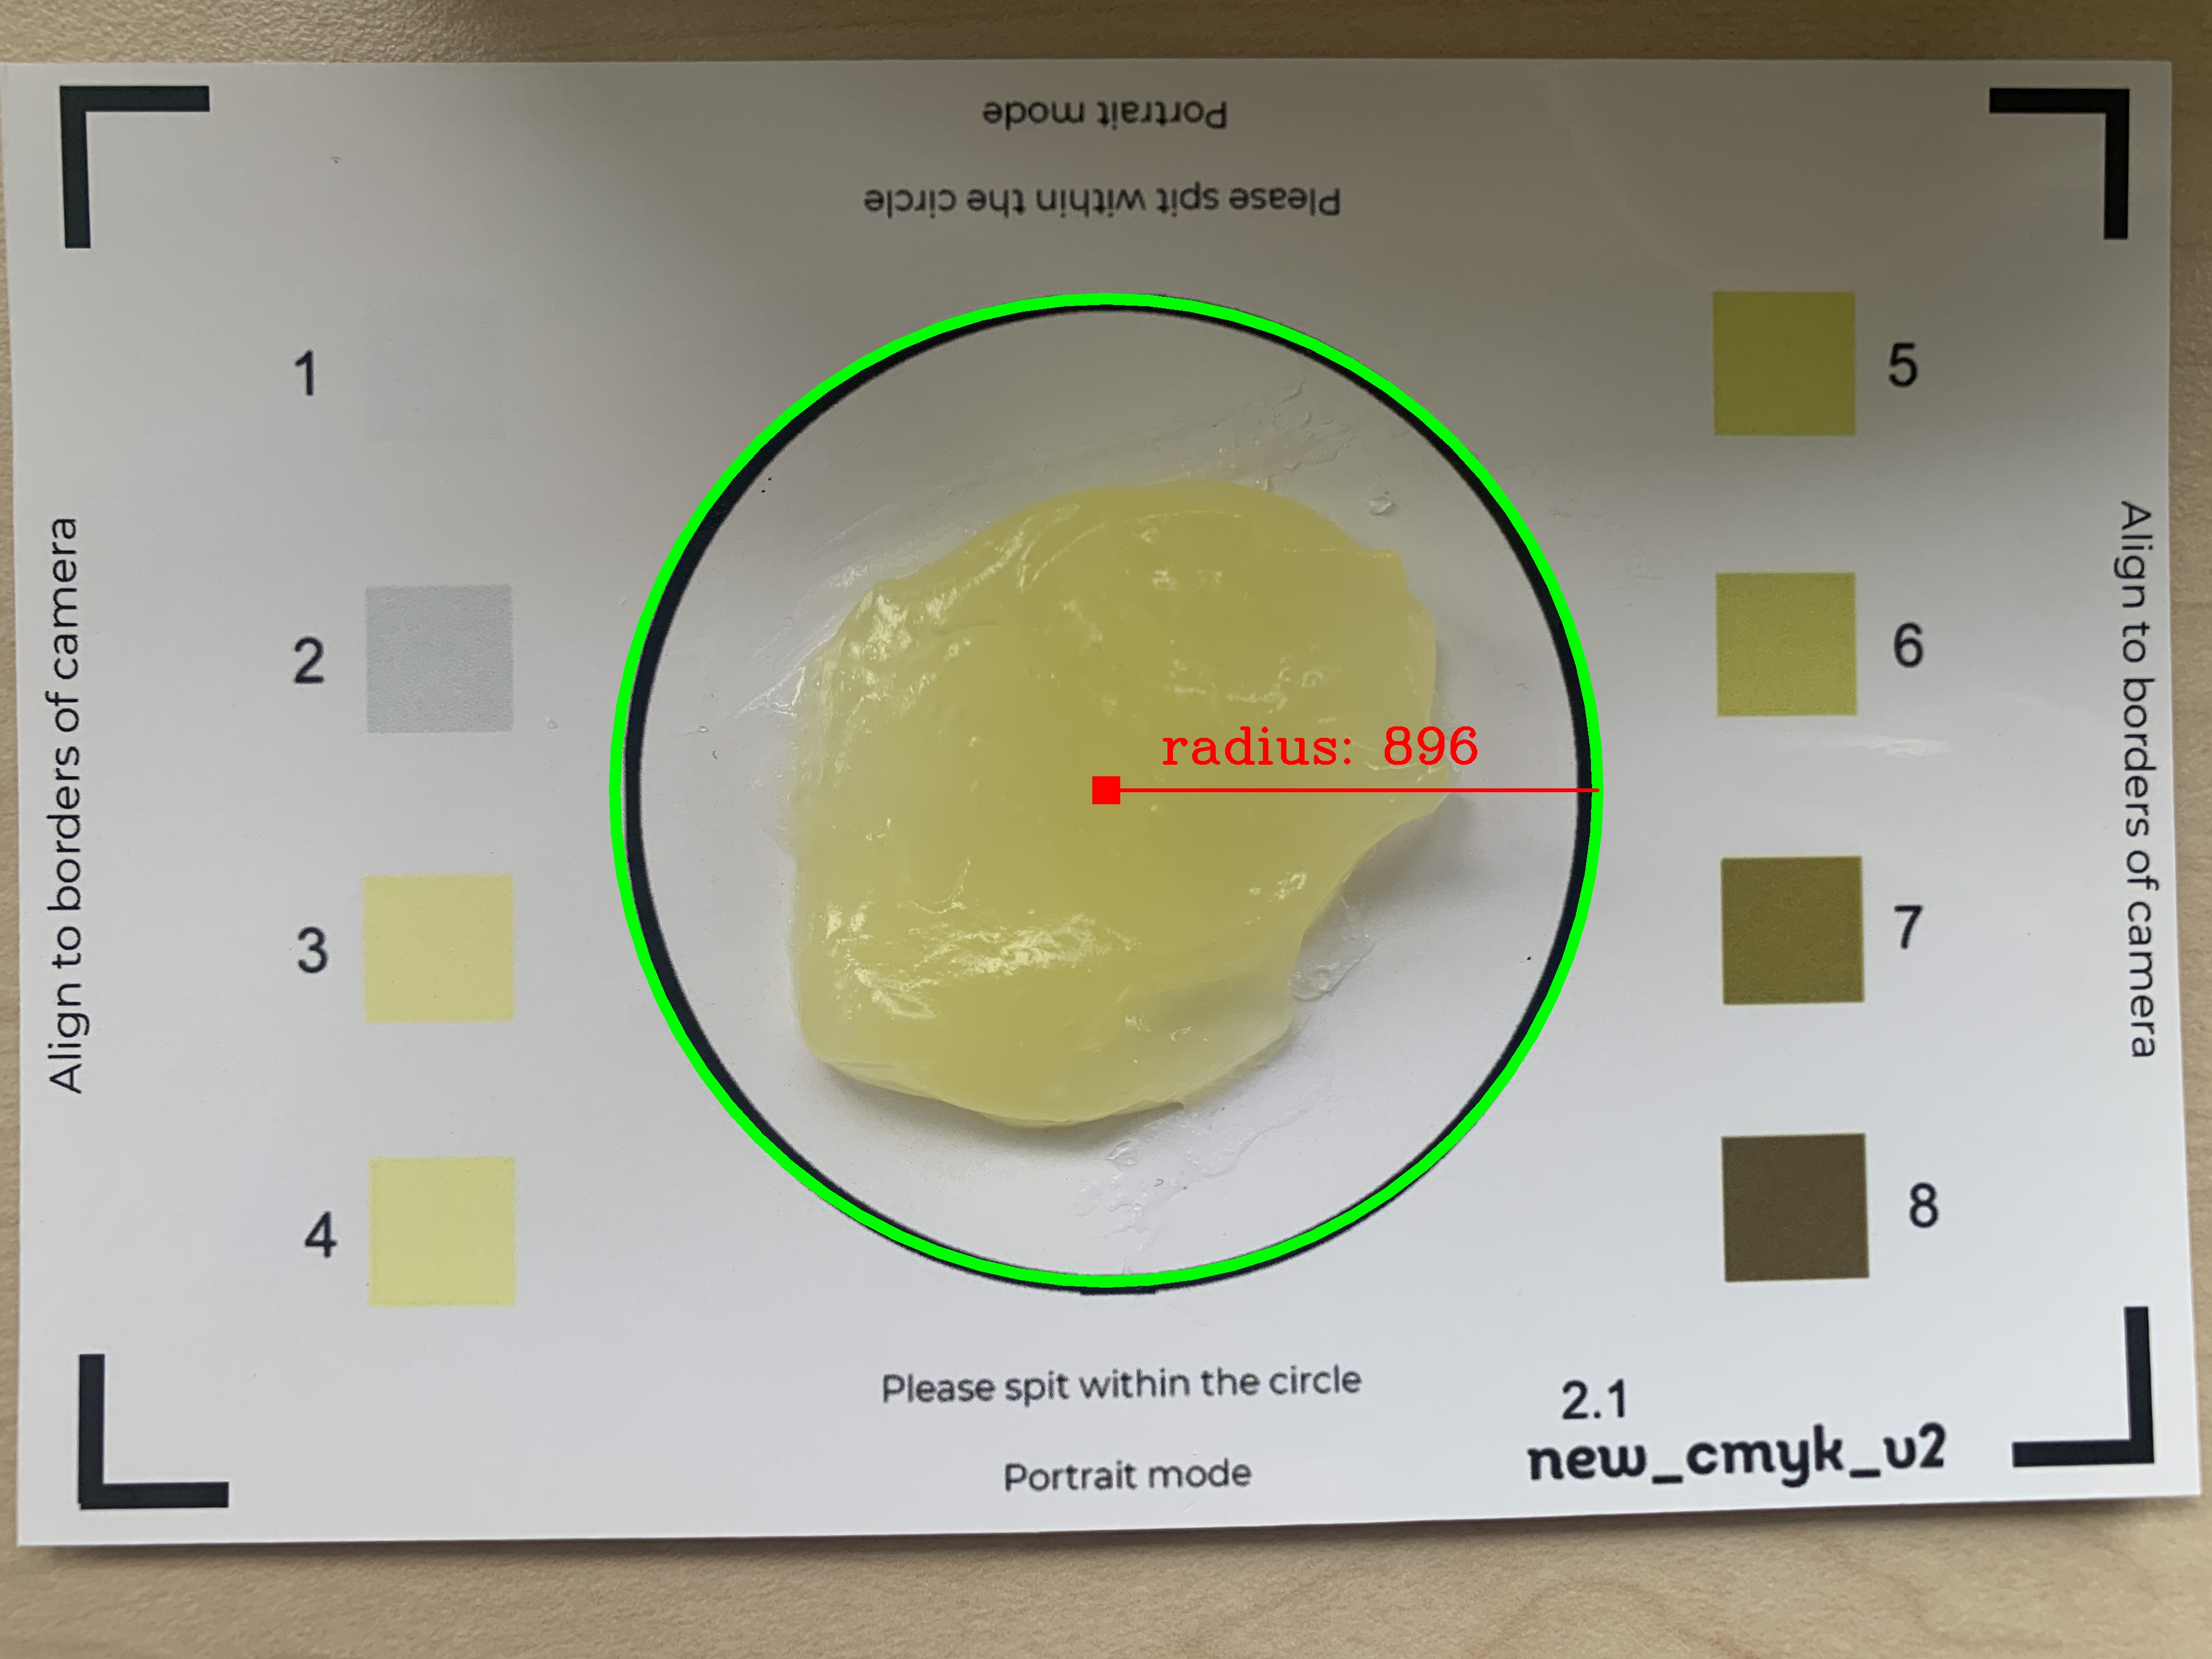 Portrait mode
Please spit within the circle
1
2
3
4
Align to borders of camera
radius: 896
5
6
7
8
Align to borders of camera
Please spit within the circle
Portrait mode
2.1
new_cmyk_v2